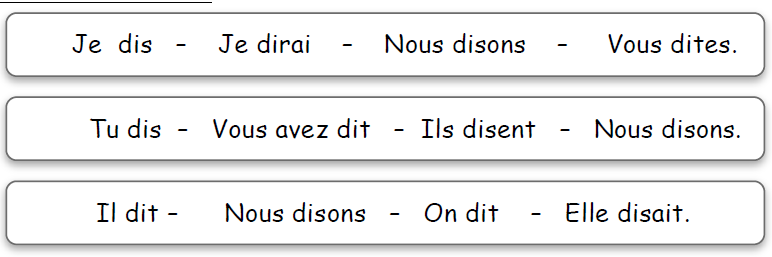 Je dis - Je dirai - Nous disons - Vous dites.
Tu dis - Vous avez dit - Ils disent - Nous disons.
Il dit - Nous disons - On dit - Elle disait.